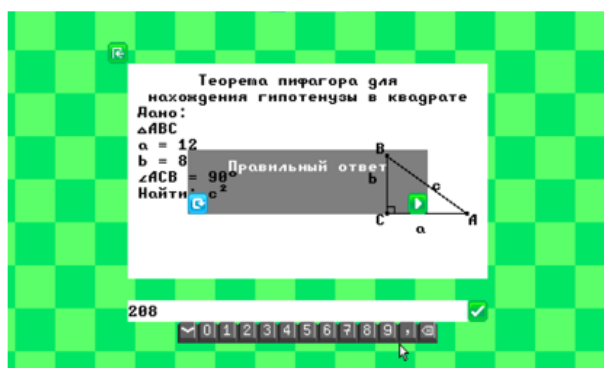 Теорема пифагора для
нахождения гипотенузы в квадрате
Дано:
△ABC
a = 12
b = 8
∠ACB = 90°
Найти: c²
Правильный ответ
B
b
c
C
A
a
208
0 1 2 3 4 5 6 7 8 9 ,